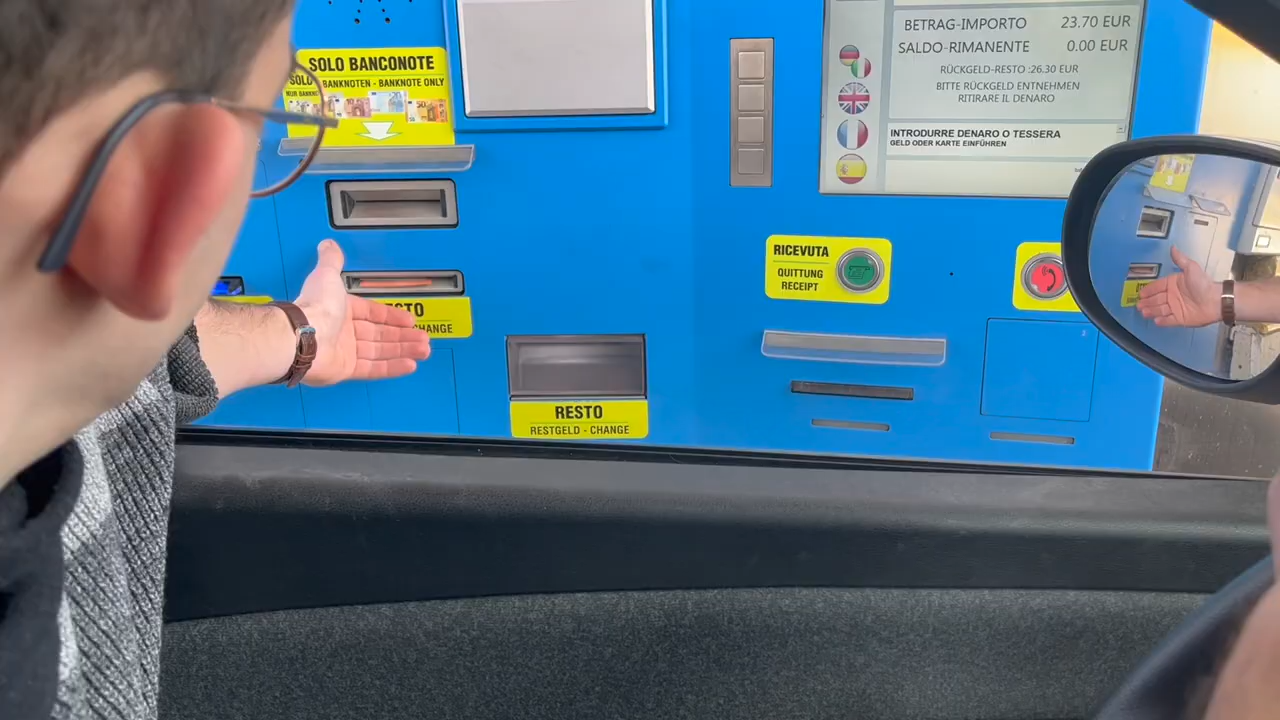 SOLO BANCONOTE
BANKNOTEN - BANKNOTE ONLY
BETRAG-IMPORTO 23.70 EUR
SALDO-RIMANENTE 0.00 EUR
RÜCKGELD-RESTO :26.30 EUR
BITTE RÜCKGELD ENTNEHMEN
RITIRARE IL DENARO
INTRODURRE DENARO O TESSERA
GELD ODER KARTE EINFÜHREN
RICEVUTA
QUITTUNG
RECEIPT
CHANGE
RESTO
RESTGELD - CHANGE